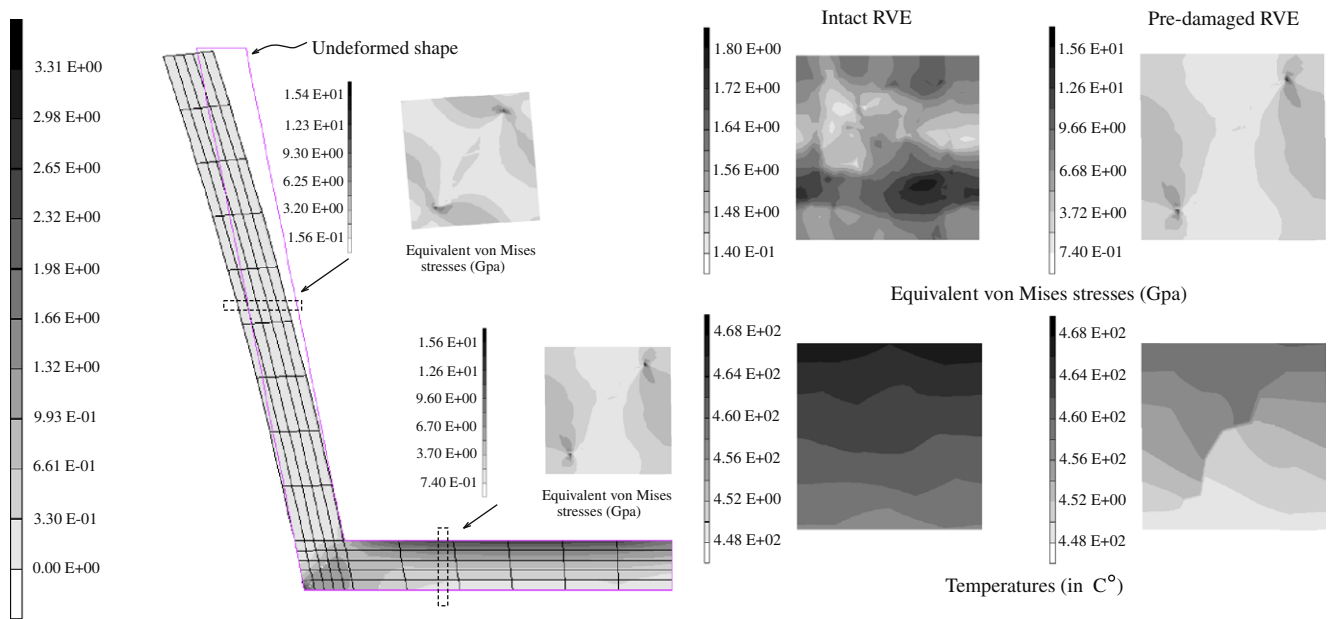 3.31 E+00
2.98 E+00
2.65 E+00
2.32 E+00
1.98 E+00
1.66 E+00
1.32 E+00
9.93 E-01
6.61 E-01
3.30 E-01
0.00 E+00
Undeformed shape
1.54 E+01
1.23 E+01
9.30 E+00
6.25 E+00
3.20 E+00
1.56 E-01
Equivalent von Mises
stresses (Gpa)
1.56 E+01
1.26 E+01
9.60 E+00
6.70 E+00
3.70 E+00
7.40 E-01
Equivalent von Mises
stresses (Gpa)
Intact RVE
1.80 E+00
1.72 E+00
1.64 E+00
1.56 E+00
1.48 E+00
1.40 E-01
Pre-damaged RVE
1.56 E+01
1.26 E+01
9.66 E+00
6.68 E+00
3.72 E+00
7.40 E-01
Equivalent von Mises stresses (Gpa)
4.68 E+02
4.64 E+02
4.60 E+02
4.56 E+02
4.52 E+00
4.48 E+02
4.68 E+02
4.64 E+02
4.60 E+02
4.56 E+02
4.52 E+00
4.48 E+02
Temperatures (in C°)